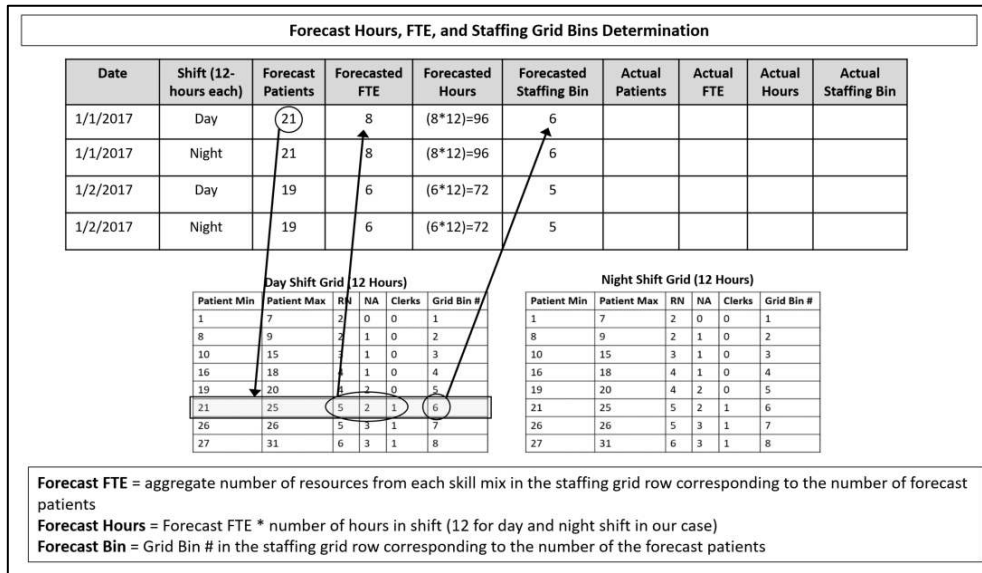 Forecast Hours, FTE, and Staffing Grid Bins Determination
Date Shift (12-hours each) Forecast Patients Forecasted FTE Forecasted Hours Forecasted Staffing Bin Actual Patients Actual FTE Actual Hours Actual Staffing Bin
1/1/2017 Day 21 8 (8*12)=96 6
1/1/2017 Night 21 8 (8*12)=96 6
1/2/2017 Day 19 6 (6*12)=72 5
1/2/2017 Night 19 6 (6*12)=72 5
Day Shift Grid (12 Hours)
Patient Min Patient Max RN NA Clerks Grid Bin #
1 7 2 0 0 1
8 9 2 1 0 2
10 15 3 1 0 3
16 18 4 1 0 4
19 20 4 2 0 5
21 25 5 2 1 6
26 26 5 3 1 7
27 31 6 3 1 8
Night Shift Grid (12 Hours)
Patient Min Patient Max RN NA Clerks Grid Bin #
1 7 2 0 0 1
8 9 2 1 0 2
10 15 3 1 0 3
16 18 4 1 0 4
19 20 4 2 0 5
21 25 5 2 1 6
26 26 5 3 1 7
27 31 6 3 1 8
Forecast FTE = aggregate number of resources from each skill mix in the staffing grid row corresponding to the number of forecast
patients
Forecast Hours = Forecast FTE * number of hours in shift (12 for day and night shift in our case)
Forecast Bin = Grid Bin # in the staffing grid row corresponding to the number of the forecast patients